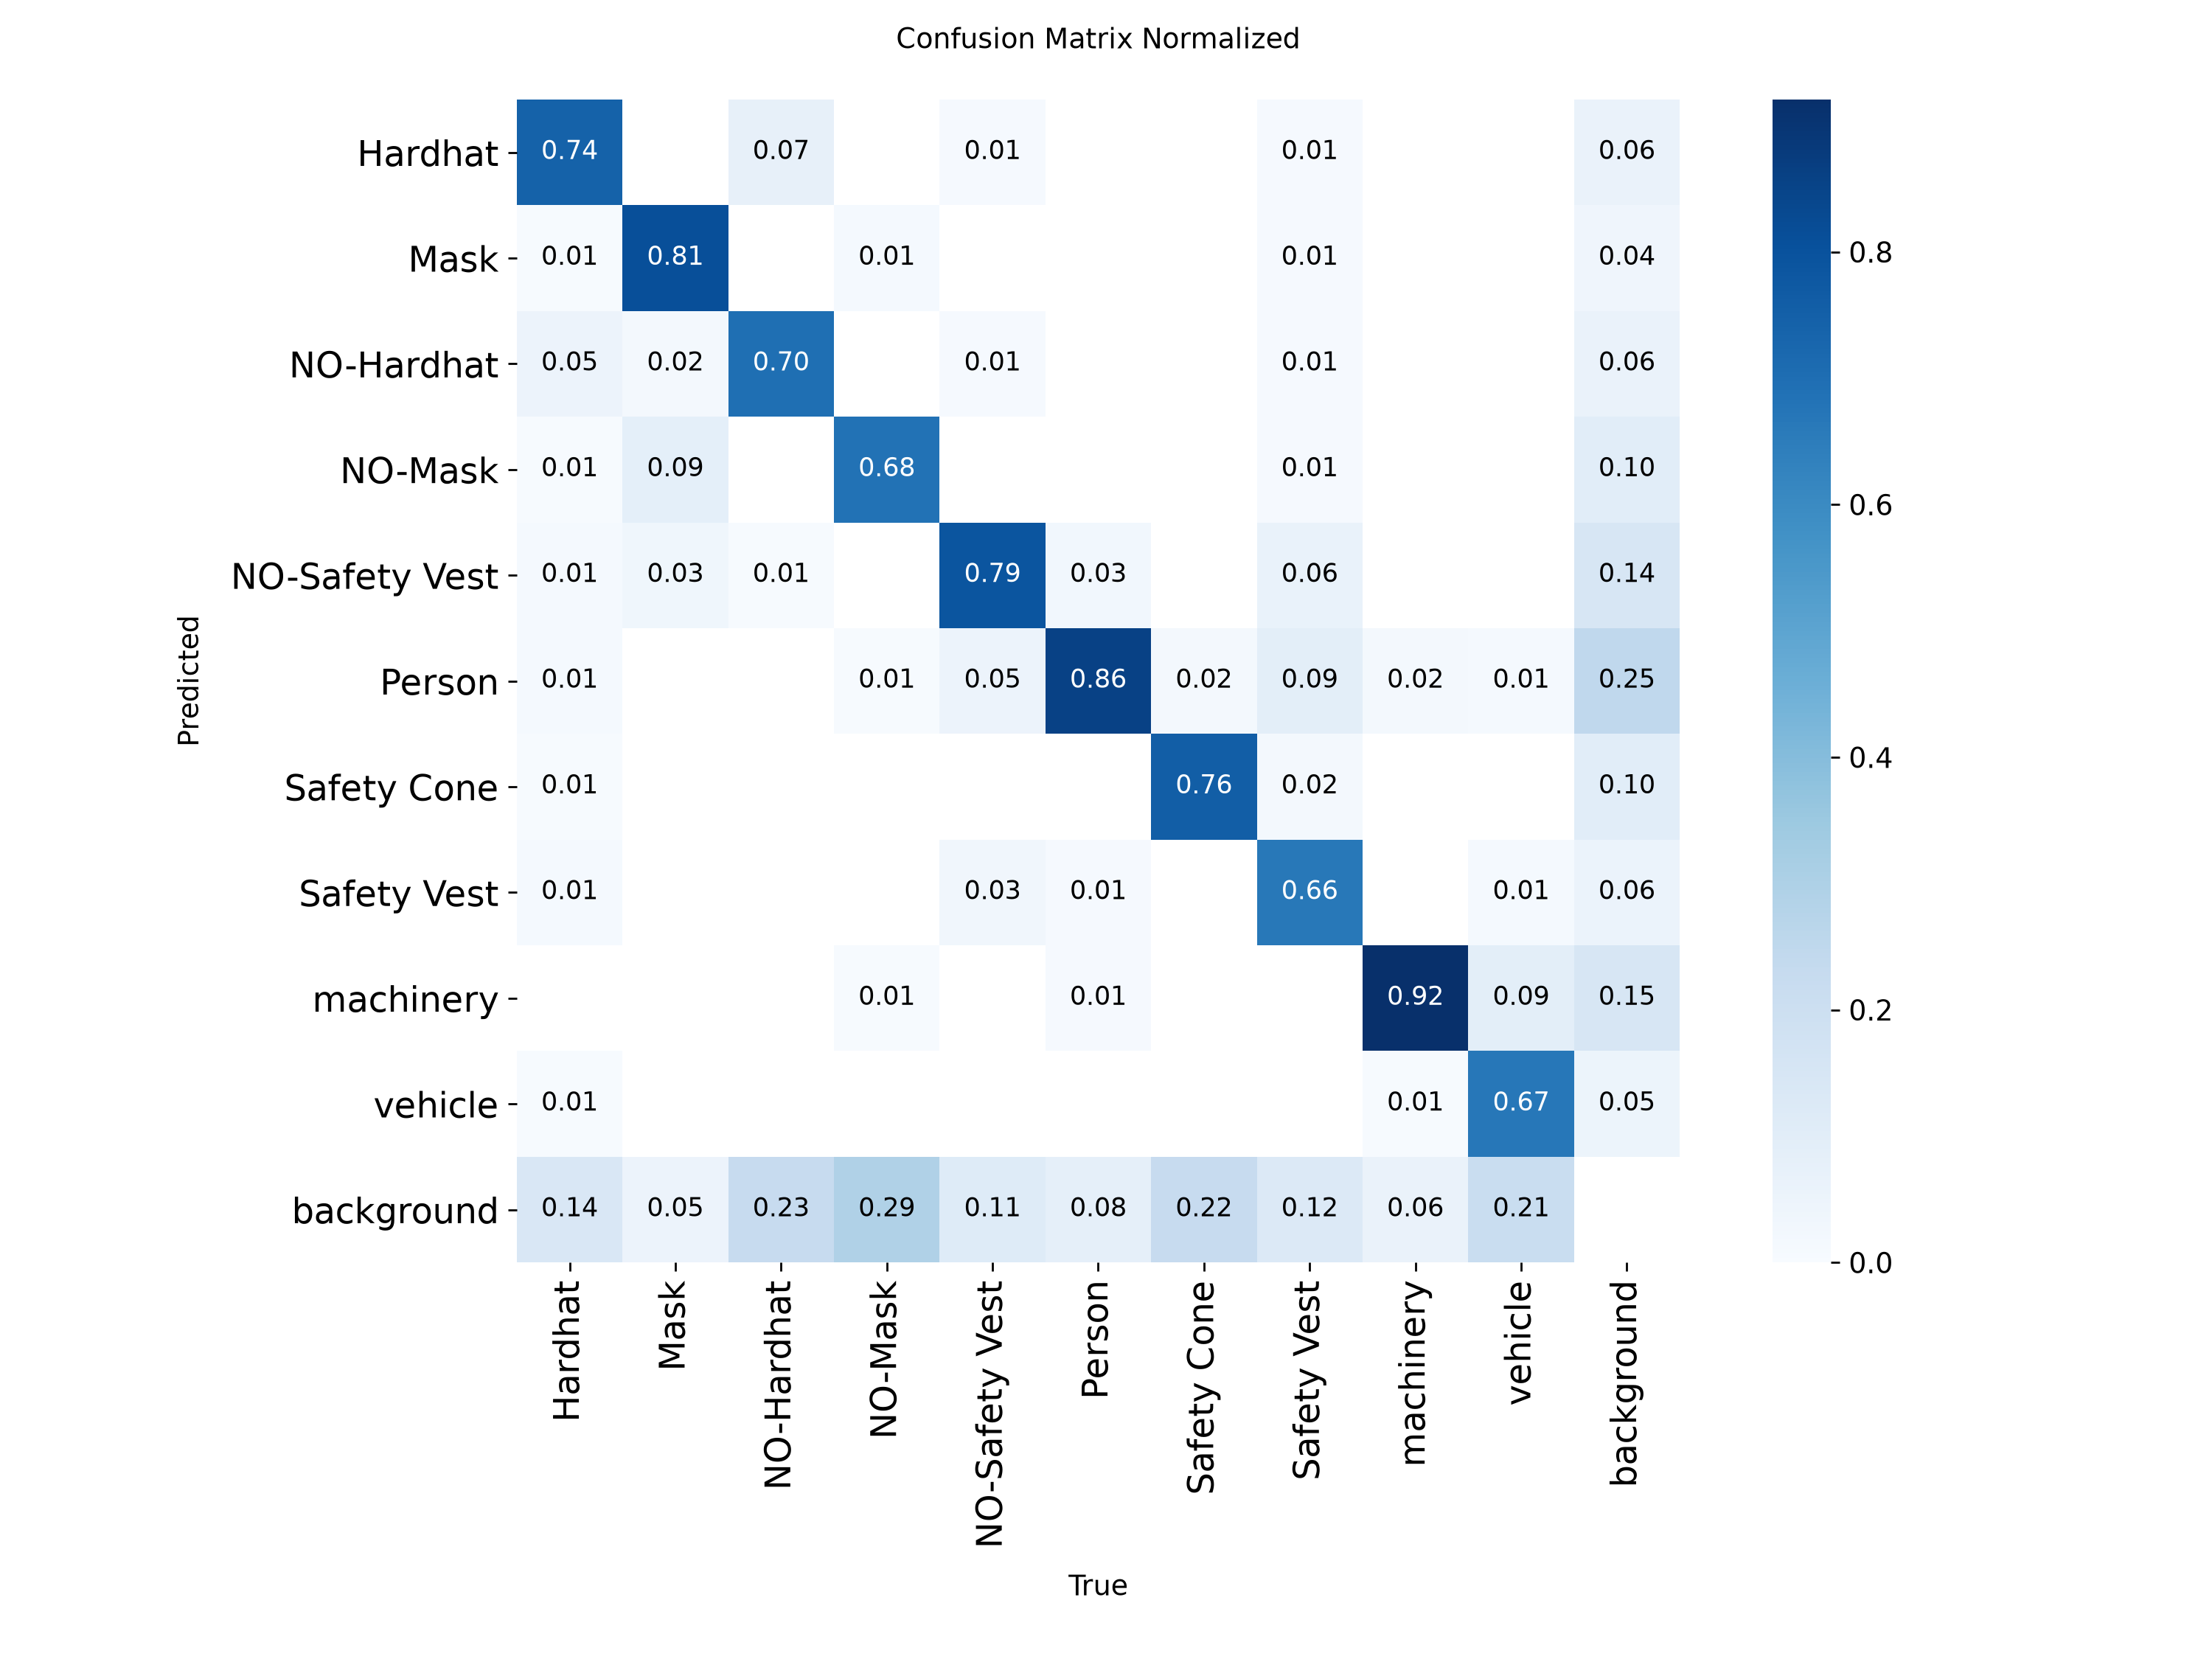 Confusion Matrix Normalized
Hardhat 0.74 0.07 0.01 0.01 0.06
Mask 0.01 0.81 0.01 0.01 0.04 0.8
NO-Hardhat 0.05 0.02 0.70 0.01 0.01 0.06
NO-Mask 0.01 0.09 0.68 0.01 0.10 0.6
NO-Safety Vest 0.01 0.03 0.01 0.79 0.03 0.06 0.14
Person 0.01 0.01 0.05 0.86 0.02 0.09 0.02 0.01 0.25
Predicted
Safety Cone 0.01 0.76 0.02 0.10 0.4
Safety Vest 0.01 0.03 0.01 0.66 0.01 0.06
machinery 0.01 0.01 0.92 0.09 0.15 0.2
vehicle 0.01 0.01 0.67 0.05
background 0.14 0.05 0.23 0.29 0.11 0.08 0.22 0.12 0.06 0.21 0.0
Hardhat
Mask
NO-Hardhat
NO-Mask
NO-Safety Vest
Person
Safety Cone
Safety Vest
machinery
vehicle
background
True